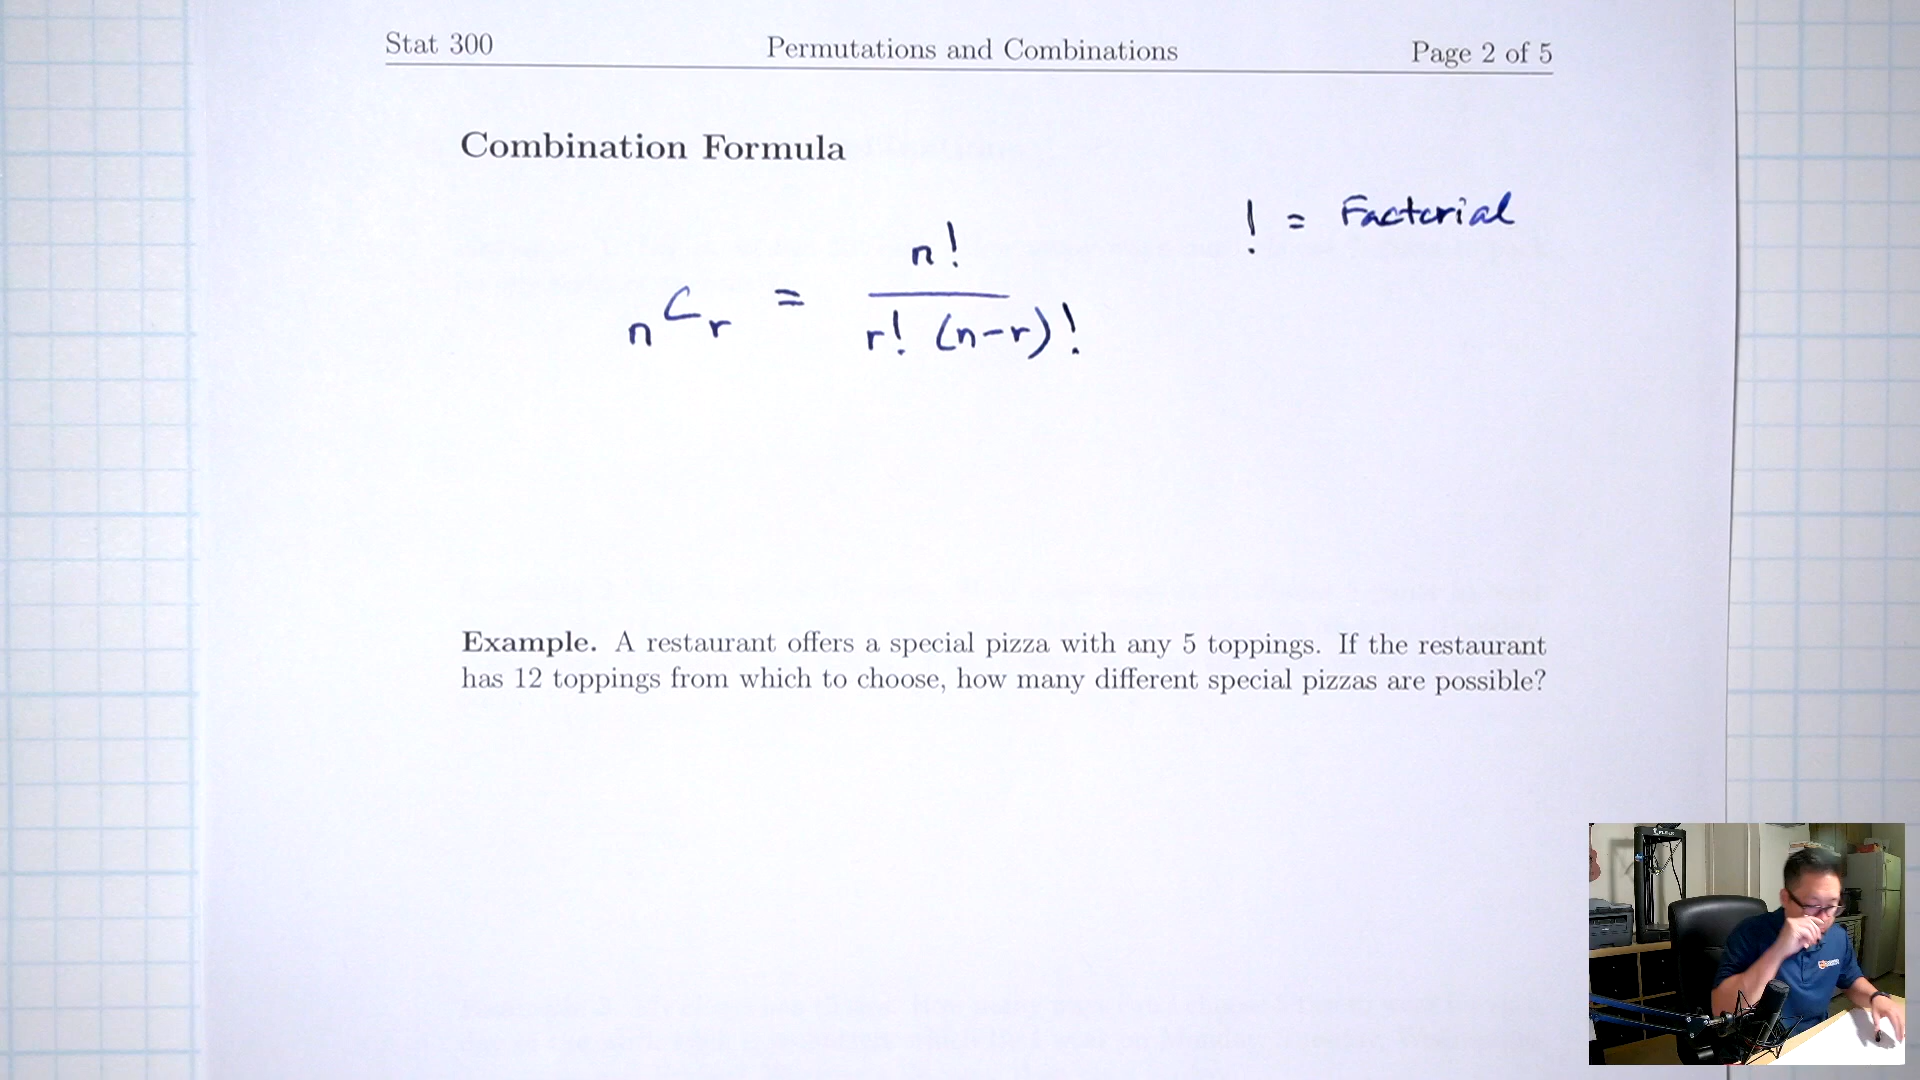 Stat 300 Permutations and Combinations Page 2 of 5
Combination Formula
! = Factorial
nCr = n! / r! (n-r)!
Example. A restaurant offers a special pizza with any 5 toppings. If the restaurant
has 12 toppings from which to choose, how many different special pizzas are possible?